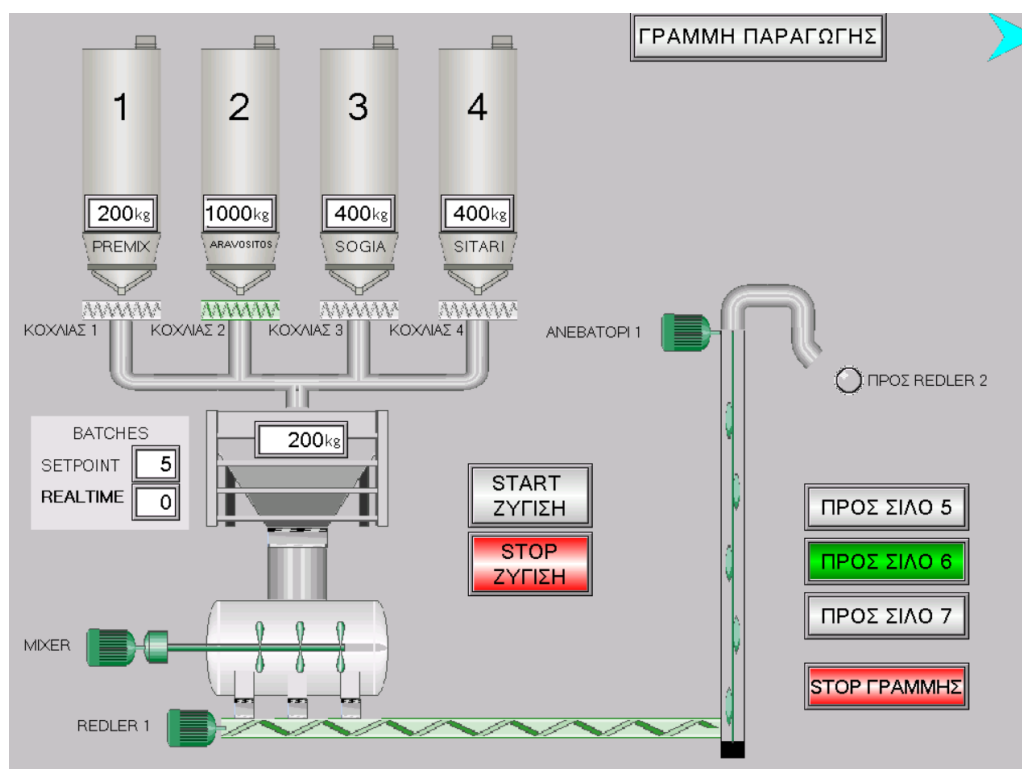 ΓΡΑΜΜΗ ΠΑΡΑΓΩΓΗΣ
1
2
3
4
200kg
1000kg
400kg
400kg
PREMIX
ARAVOSITOS
SOGIA
SITARI
ΚΟΧΛΙΑΣ 1
ΚΟΧΛΙΑΣ 2
ΚΟΧΛΙΑΣ 3
ΚΟΧΛΙΑΣ 4
ΑΝΕΒΑΤΟΡΙ 1
ΠΡΟΣ REDLER 2
BATCHES
SETPOINT 5
REALTIME 0
200kg
START
ΖΥΓΙΣΗ
STOP
ΖΥΓΙΣΗ
ΠΡΟΣ ΣΙΛΟ 5
ΠΡΟΣ ΣΙΛΟ 6
ΠΡΟΣ ΣΙΛΟ 7
STOP ΓΡΑΜΜΗΣ
MIXER
REDLER 1